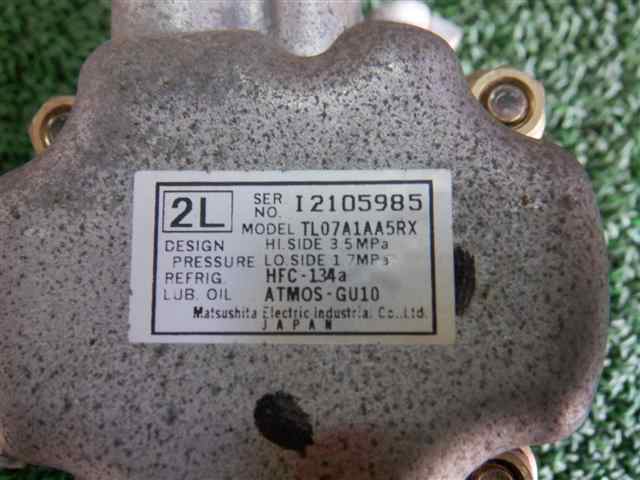 2L SER NO. I2105985
MODEL TL07A1AA5RX
DESIGN HI.SIDE 3.5MPa
PRESSURE LO.SIDE 1.7MPa
REFRIG. HFC-134a
LUB. OIL ATMOS-GU10
Matsushita Electric Industrial Co.,Ltd.
JAPAN